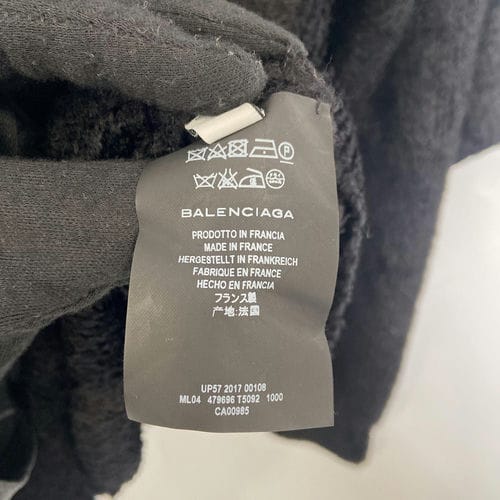 BALENCIAGA
PRODOTTO IN FRANCIA
MADE IN FRANCE
HERGESTELLT IN FRANKREICH
FABRIQUE EN FRANCE
HECHO EN FRANCIA
フランス製
产地:法国
UP57 2017 00108
ML04 479696 T5092 1000
CA00985